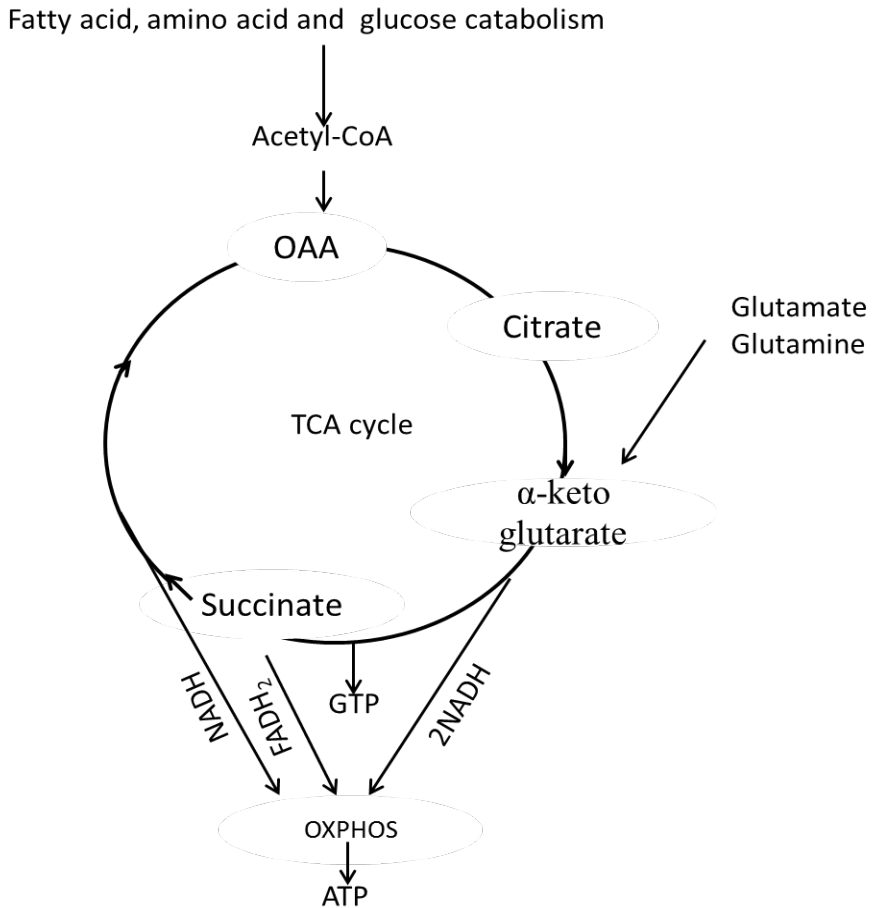 Fatty acid, amino acid and glucose catabolism
Acetyl-CoA
OAA
Citrate
Glutamate
Glutamine
TCA cycle
α-keto
glutarate
Succinate
NADH
FADH₂
GTP
2NADH
OXPHOS
ATP